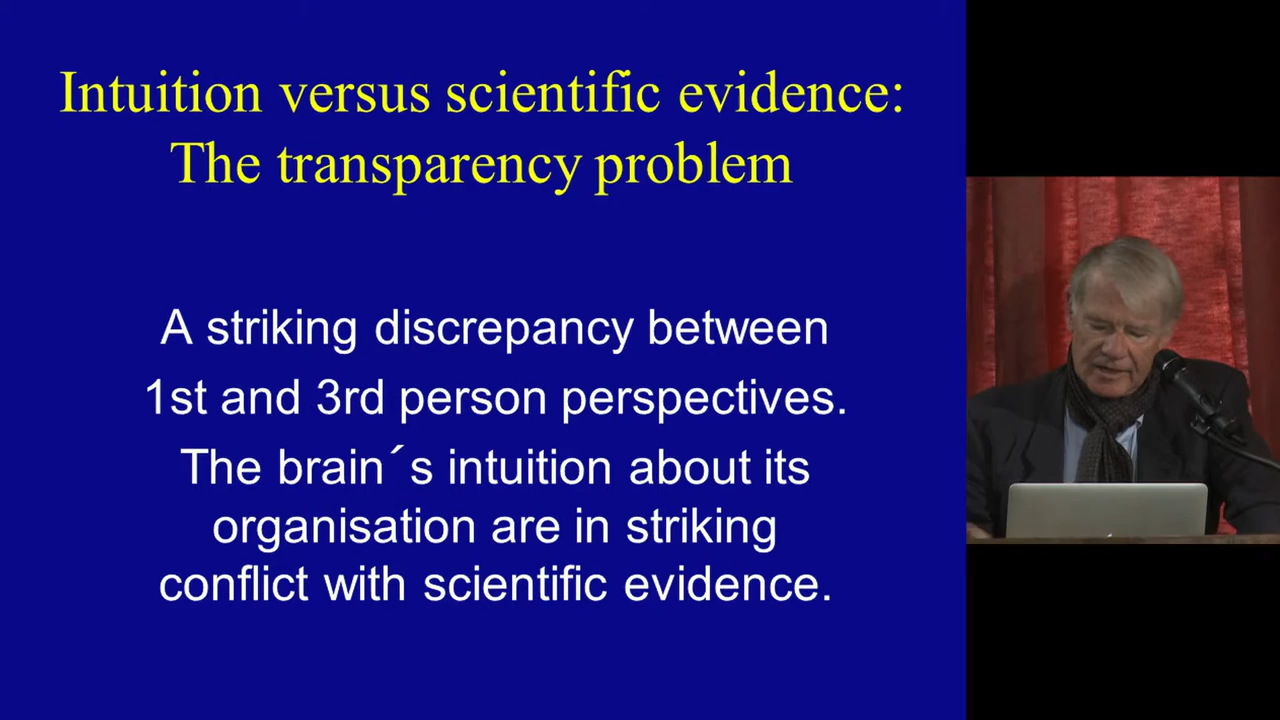 Intuition versus scientific evidence:
The transparency problem
A striking discrepancy between
1st and 3rd person perspectives.
The brain´s intuition about its
organisation are in striking
conflict with scientific evidence.